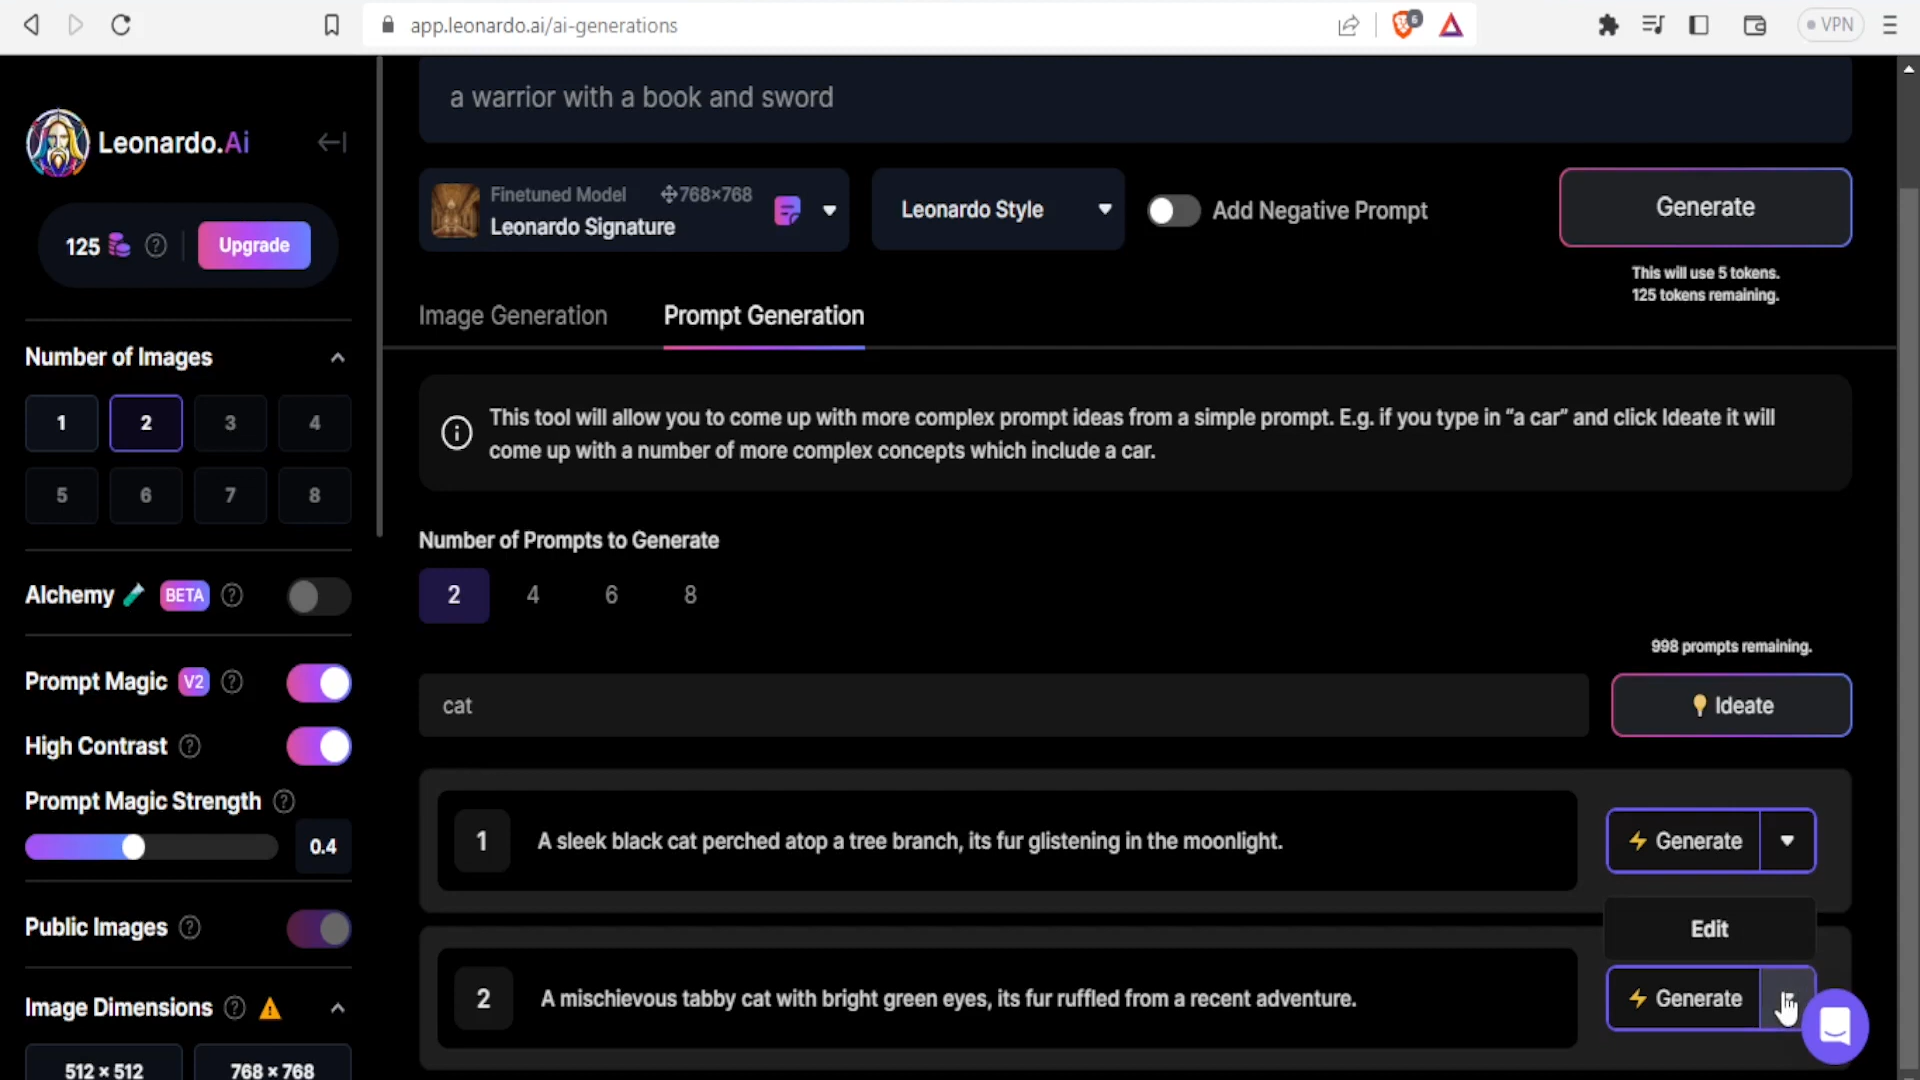 app.leonardo.ai/ai-generations
6
VPN
Leonardo.Ai
125
?
Upgrade
Number of Images
1
2
3
4
5
6
7
8
Alchemy
BETA
?
Prompt Magic
V2
?
High Contrast
?
Prompt Magic Strength
?
0.4
Public Images
?
Image Dimensions
?
512 × 512
768 × 768
a warrior with a book and sword
Finetuned Model
768×768
Leonardo Signature
Leonardo Style
Add Negative Prompt
Generate
This will use 5 tokens.
125 tokens remaining.
Image Generation
Prompt Generation
This tool will allow you to come up with more complex prompt ideas from a simple prompt. E.g. if you type in “a car” and click Ideate it will
come up with a number of more complex concepts which include a car.
Number of Prompts to Generate
2
4
6
8
998 prompts remaining.
cat
Ideate
1
A sleek black cat perched atop a tree branch, its fur glistening in the moonlight.
Generate
Edit
2
A mischievous tabby cat with bright green eyes, its fur ruffled from a recent adventure.
Generate